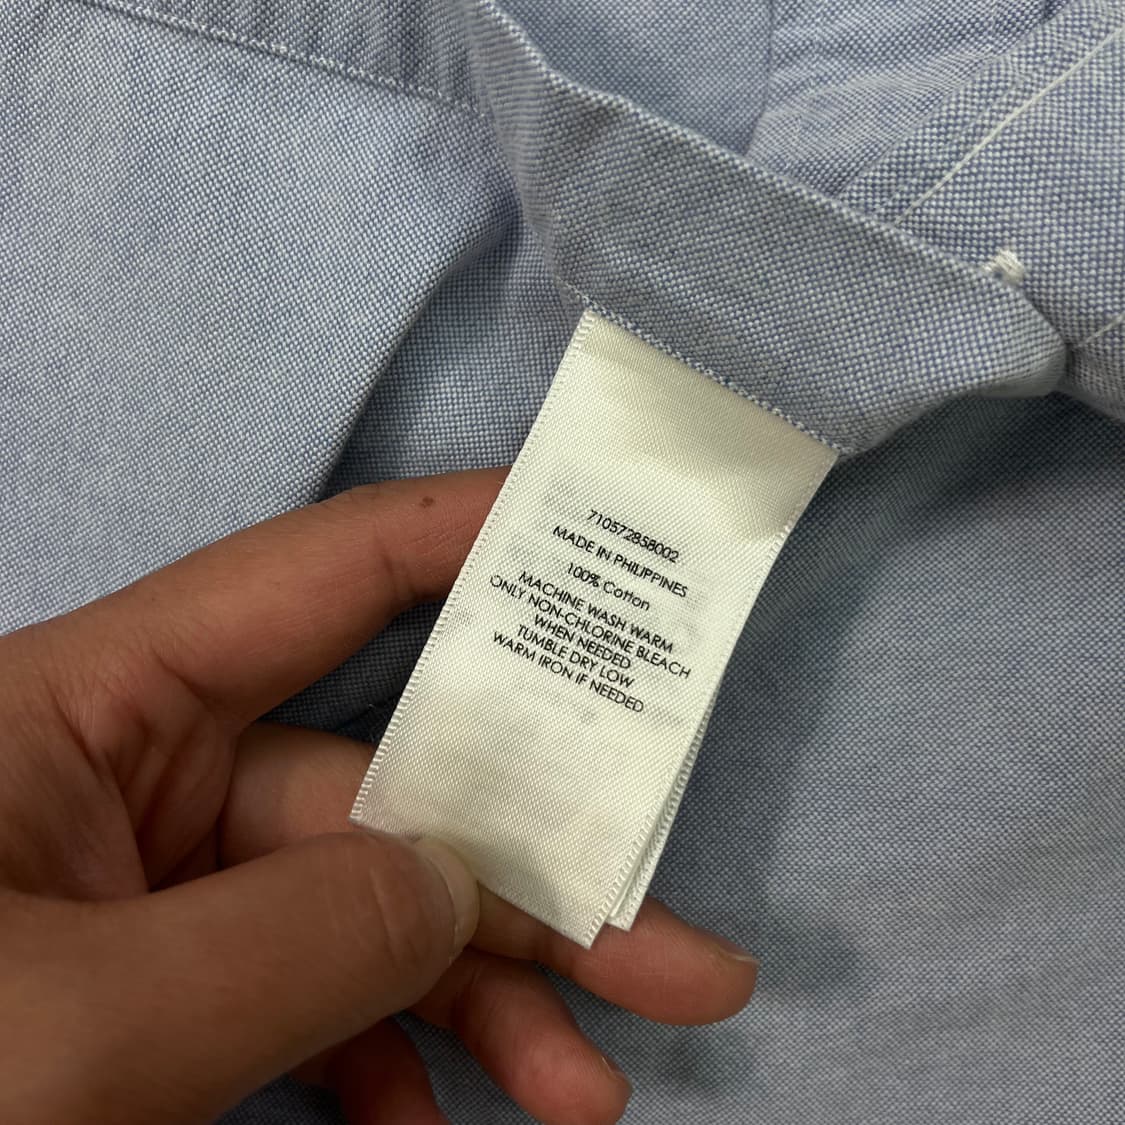 710572858002
MADE IN PHILIPPINES
100% Cotton
MACHINE WASH WARM
ONLY NON-CHLORINE BLEACH
WHEN NEEDED
TUMBLE DRY LOW
WARM IRON IF NEEDED